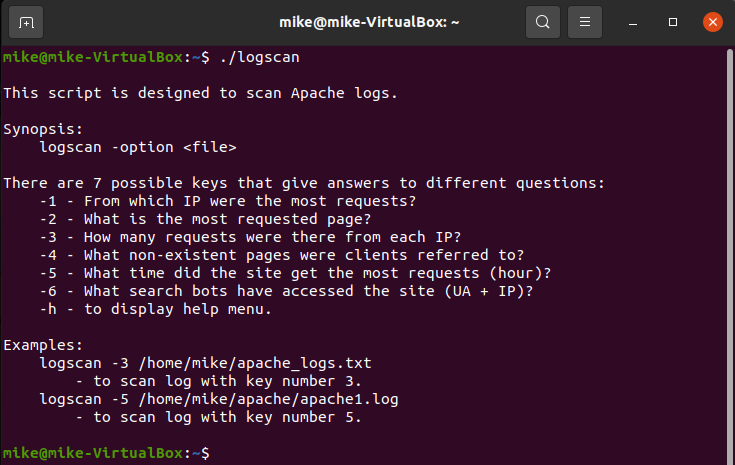 mike@mike-VirtualBox: ~
mike@mike-VirtualBox:~$ ./logscan
This script is designed to scan Apache logs.
Synopsis:
logscan -option <file>
There are 7 possible keys that give answers to different questions:
-1 - From which IP were the most requests?
-2 - What is the most requested page?
-3 - How many requests were there from each IP?
-4 - What non-existent pages were clients referred to?
-5 - What time did the site get the most requests (hour)?
-6 - What search bots have accessed the site (UA + IP)?
-h - to display help menu.
Examples:
logscan -3 /home/mike/apache_logs.txt
- to scan log with key number 3.
logscan -5 /home/mike/apache/apache1.log
- to scan log with key number 5.
mike@mike-VirtualBox:~$